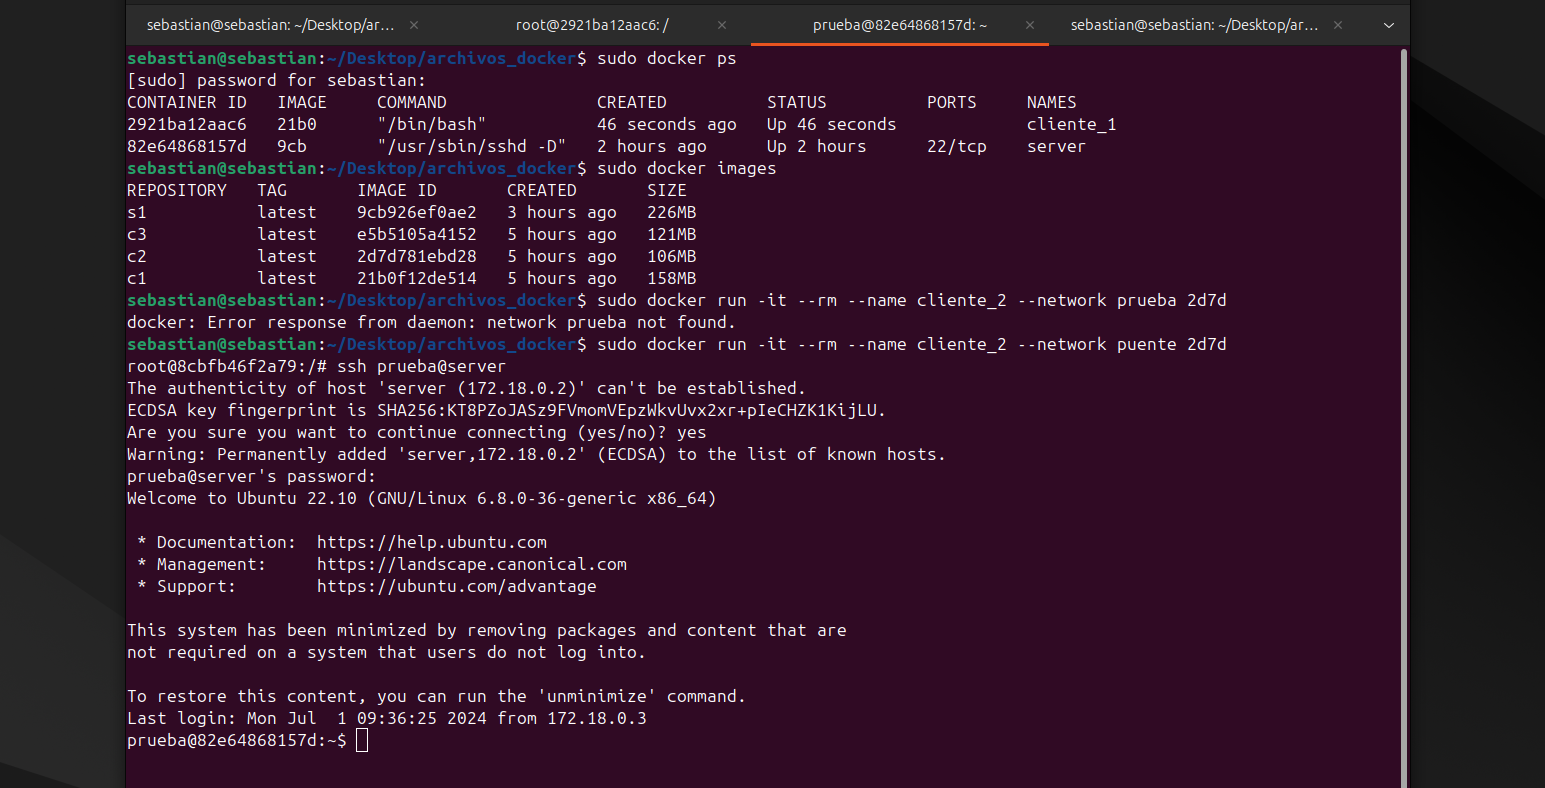 sebastian@sebastian: ~/Desktop/ar… × root@2921ba12aac6: / × prueba@82e64868157d: ~ × sebastian@sebastian: ~/Desktop/ar… ×
sebastian@sebastian:~/Desktop/archivos_docker$ sudo docker ps
[sudo] password for sebastian:
CONTAINER ID   IMAGE     COMMAND               CREATED          STATUS          PORTS     NAMES
2921ba12aac6   21b0      "/bin/bash"           46 seconds ago   Up 46 seconds             cliente_1
82e64868157d   9cb       "/usr/sbin/sshd -D"   2 hours ago      Up 2 hours      22/tcp    server
sebastian@sebastian:~/Desktop/archivos_docker$ sudo docker images
REPOSITORY   TAG       IMAGE ID       CREATED       SIZE
s1           latest    9cb926ef0ae2   3 hours ago   226MB
c3           latest    e5b5105a4152   5 hours ago   121MB
c2           latest    2d7d781ebd28   5 hours ago   106MB
c1           latest    21b0f12de514   5 hours ago   158MB
sebastian@sebastian:~/Desktop/archivos_docker$ sudo docker run -it --rm --name cliente_2 --network prueba 2d7d
docker: Error response from daemon: network prueba not found.
sebastian@sebastian:~/Desktop/archivos_docker$ sudo docker run -it --rm --name cliente_2 --network puente 2d7d
root@8cbfb46f2a79:/# ssh prueba@server
The authenticity of host 'server (172.18.0.2)' can't be established.
ECDSA key fingerprint is SHA256:KT8PZoJASz9FVmomVEpzWkvUvx2xr+pIeCHZK1KijLU.
Are you sure you want to continue connecting (yes/no)? yes
Warning: Permanently added 'server,172.18.0.2' (ECDSA) to the list of known hosts.
prueba@server's password:
Welcome to Ubuntu 22.10 (GNU/Linux 6.8.0-36-generic x86_64)
* Documentation:  https://help.ubuntu.com
* Management:     https://landscape.canonical.com
* Support:        https://ubuntu.com/advantage
This system has been minimized by removing packages and content that are
not required on a system that users do not log into.
To restore this content, you can run the 'unminimize' command.
Last login: Mon Jul  1 09:36:25 2024 from 172.18.0.3
prueba@82e64868157d:~$